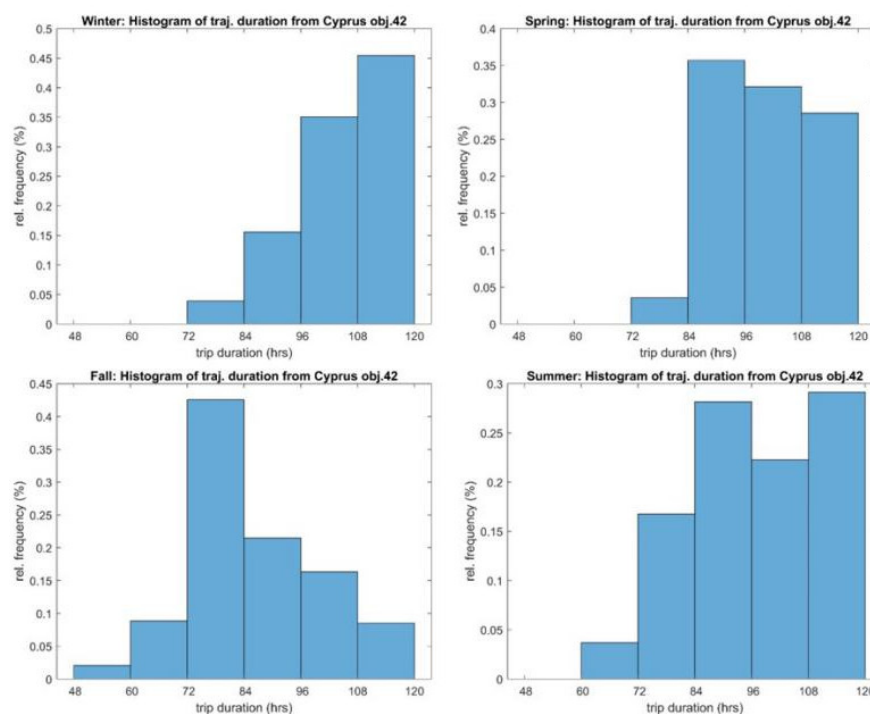 Winter: Histogram of traj. duration from Cyprus obj.42
0.5
0.45
0.4
0.35
0.3
0.25
0.2
0.15
0.1
0.05
0
rel. frequency (%)
48 60 72 84 96 108 120
trip duration (hrs)
Spring: Histogram of traj. duration from Cyprus obj.42
0.4
0.35
0.3
0.25
0.2
0.15
0.1
0.05
0
rel. frequency (%)
48 60 72 84 96 108 120
trip duration (hrs)
Fall: Histogram of traj. duration from Cyprus obj.42
0.45
0.4
0.35
0.3
0.25
0.2
0.15
0.1
0.05
0
rel. frequency (%)
48 60 72 84 96 108 120
trip duration (hrs)
Summer: Histogram of traj. duration from Cyprus obj.42
0.3
0.25
0.2
0.15
0.1
0.05
0
rel. frequency (%)
48 60 72 84 96 108 120
trip duration (hrs)